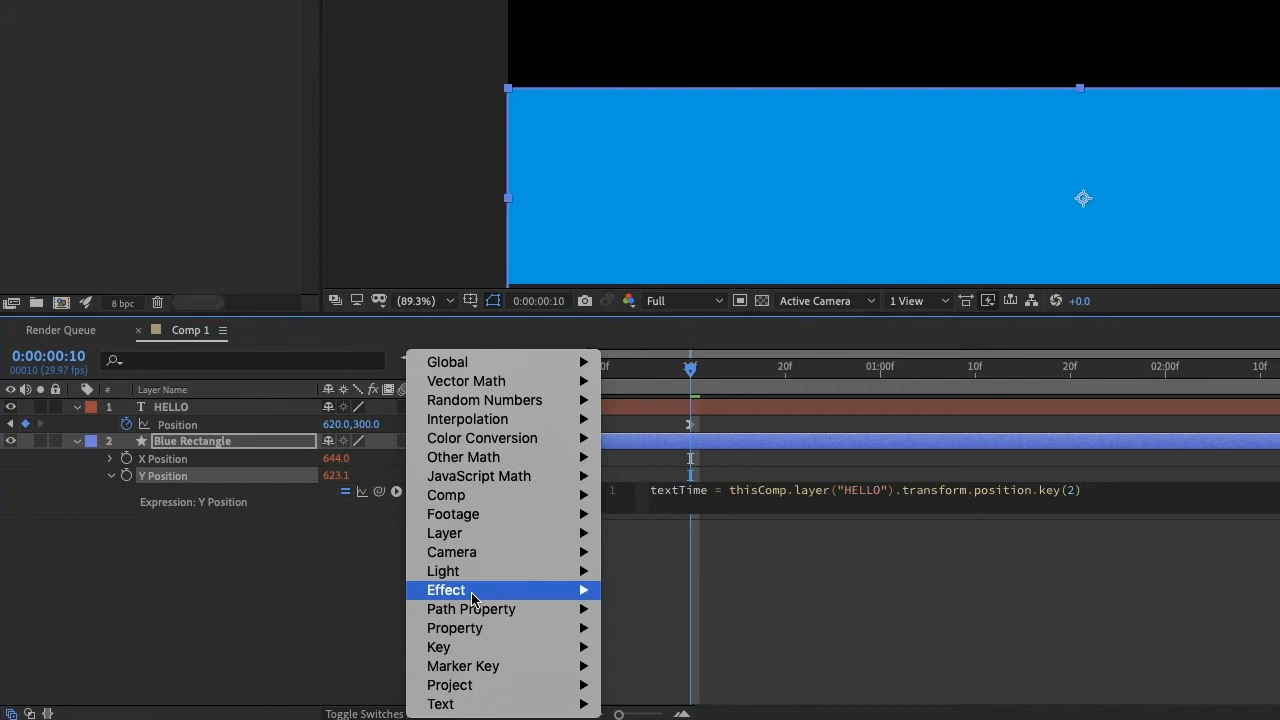 8 bpc
(89.3%)
0:00:00:10
Full
Active Camera
1 View
+0.0
Render Queue
Comp 1
0:00:00:10
00010 (29.97 fps)
20f
01:00f
10f
20f
02:00f
10f
#
Layer Name
fx
1 T HELLO
Position
620.0,300.0
2
Blue Rectangle
X Position
644.0
Y Position
623.1
Expression: Y Position
1
textTime = thisComp.layer("HELLO").transform.position.key(2)
Global
Vector Math
Random Numbers
Interpolation
Color Conversion
Other Math
JavaScript Math
Comp
Footage
Layer
Camera
Light
Effect
Path Property
Property
Key
Marker Key
Project
Text
Toggle Switches